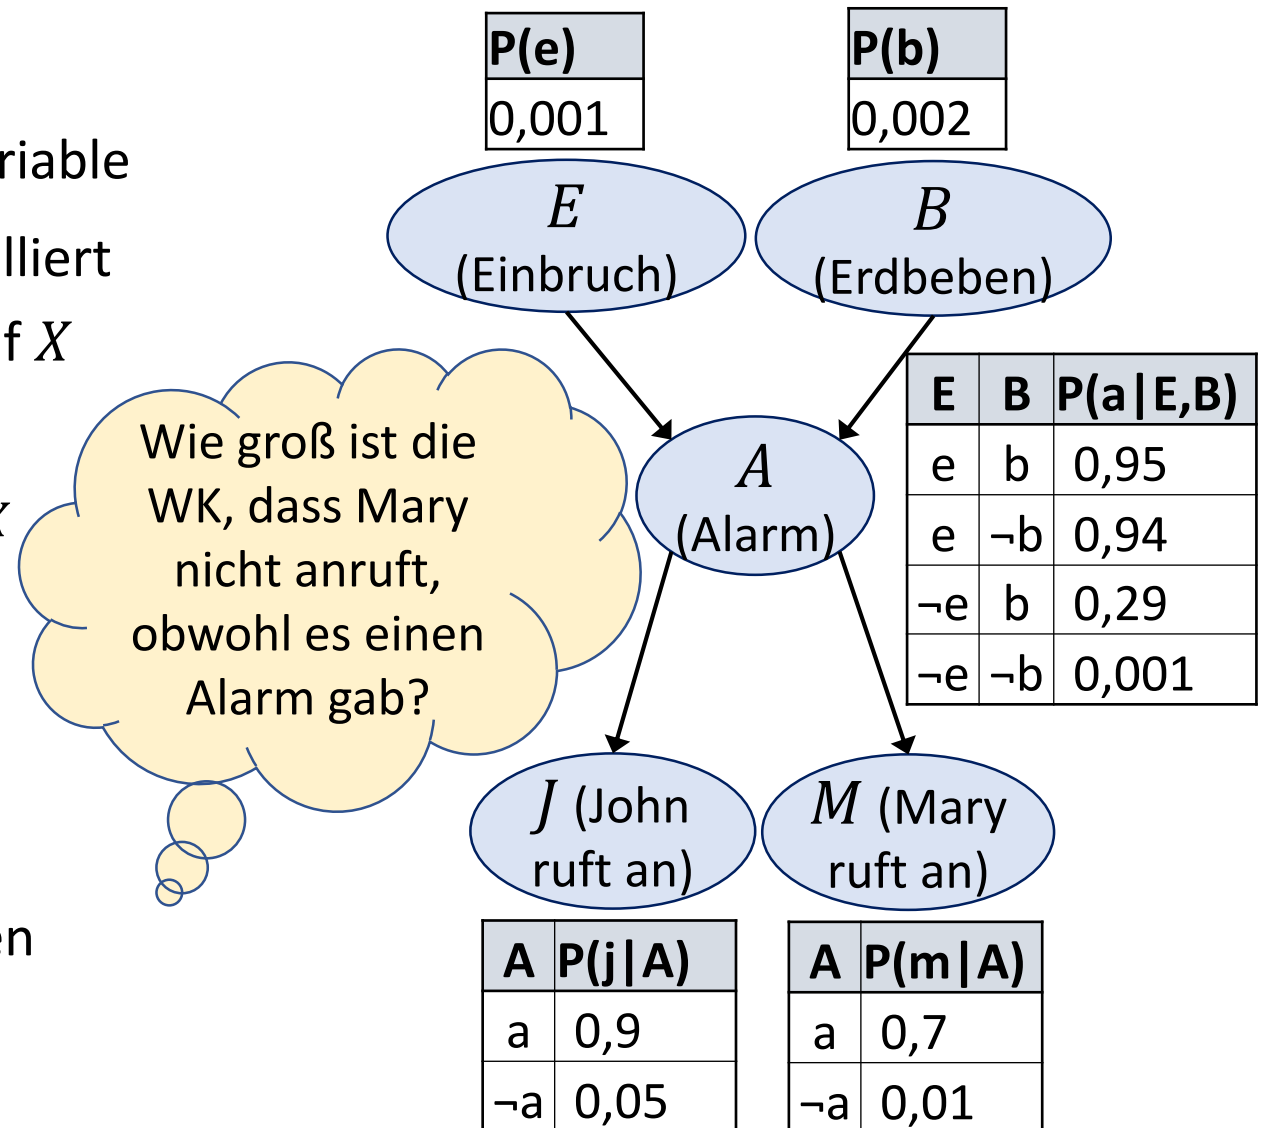 riable
lliert
f X
X
en
P(e)
0,001
P(b)
0,002
E
(Einbruch)
B
(Erdbeben)
Wie groß ist die
WK, dass Mary
nicht anruft,
obwohl es einen
Alarm gab?
A
(Alarm)
E B P(a|E,B)
e b 0,95
e ¬b 0,94
¬e b 0,29
¬e ¬b 0,001
J (John
ruft an)
M (Mary
ruft an)
A P(j|A)
a 0,9
¬a 0,05
A P(m|A)
a 0,7
¬a 0,01